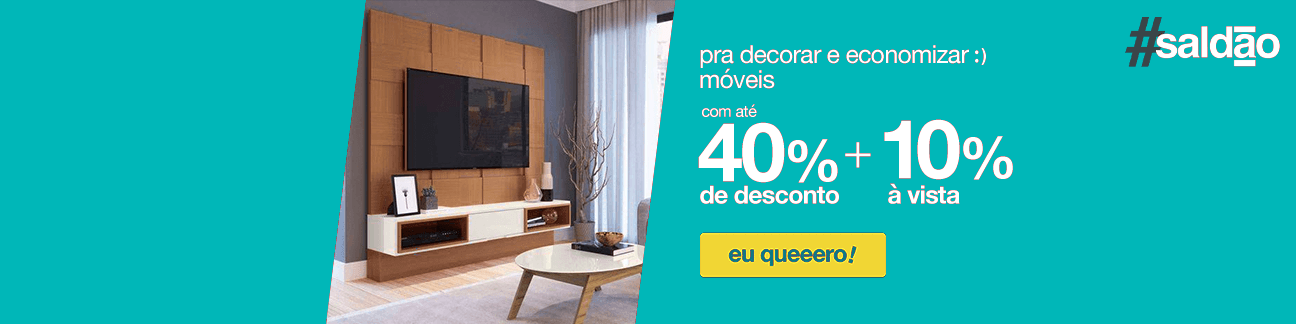 #saldão
pra decorar e economizar :)
móveis
com até
40% + 10%
de desconto à vista
eu queeero!